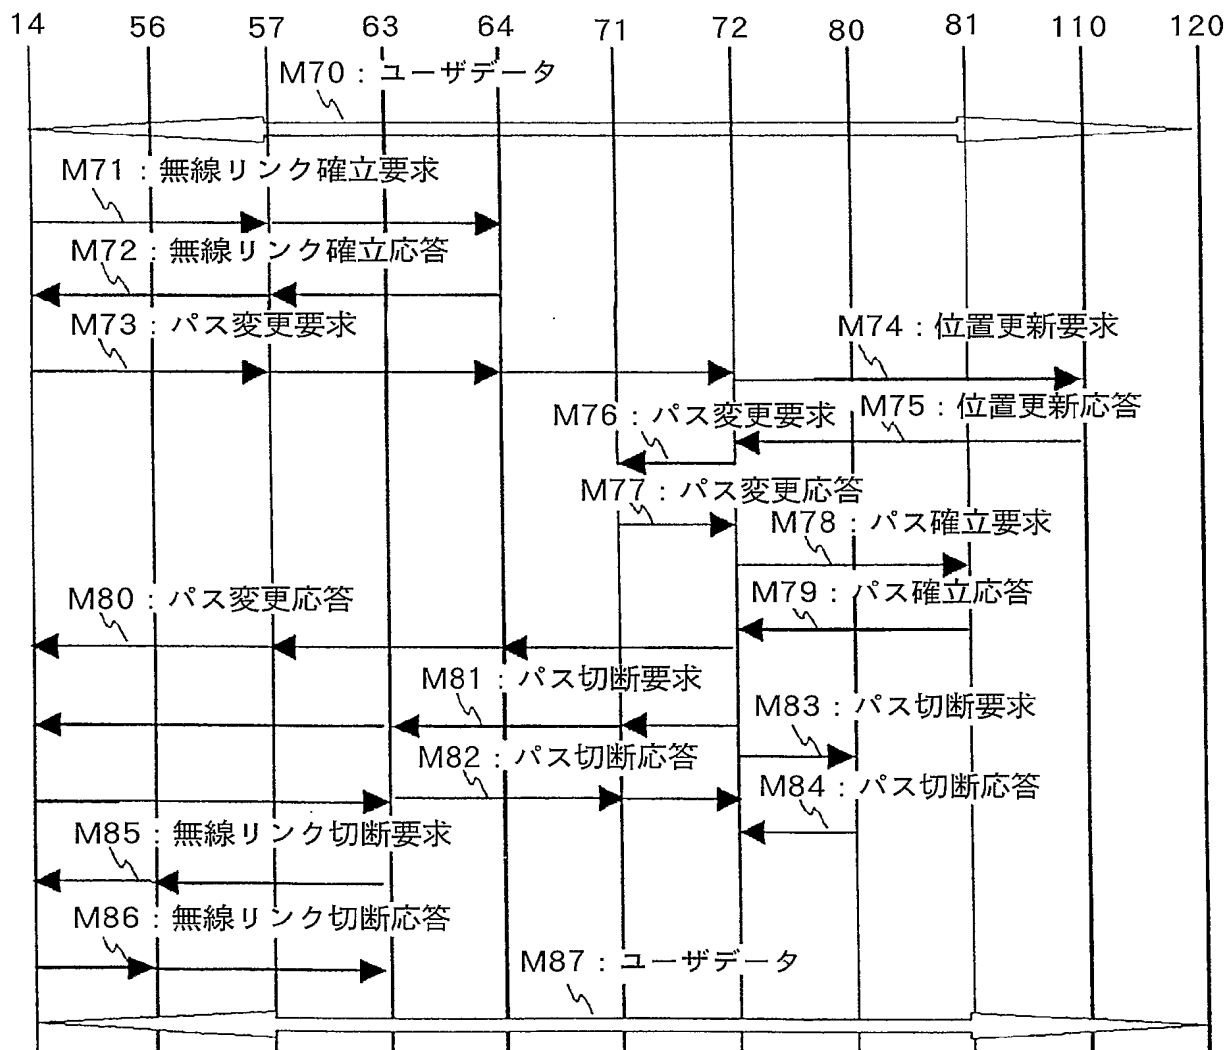 14 56 57 63 64 71 72 80 81 110 120
M70：ユーザデータ
M71：無線リンク確立要求
M72：無線リンク確立応答
M73：パス変更要求
M74：位置更新要求
M75：位置更新応答
M76：パス変更要求
M77：パス変更応答
M78：パス確立要求
M79：パス確立応答
M80：パス変更応答
M81：パス切断要求
M83：パス切断要求
M82：パス切断応答
M84：パス切断応答
M85：無線リンク切断要求
M86：無線リンク切断応答
M87：ユーザデータ